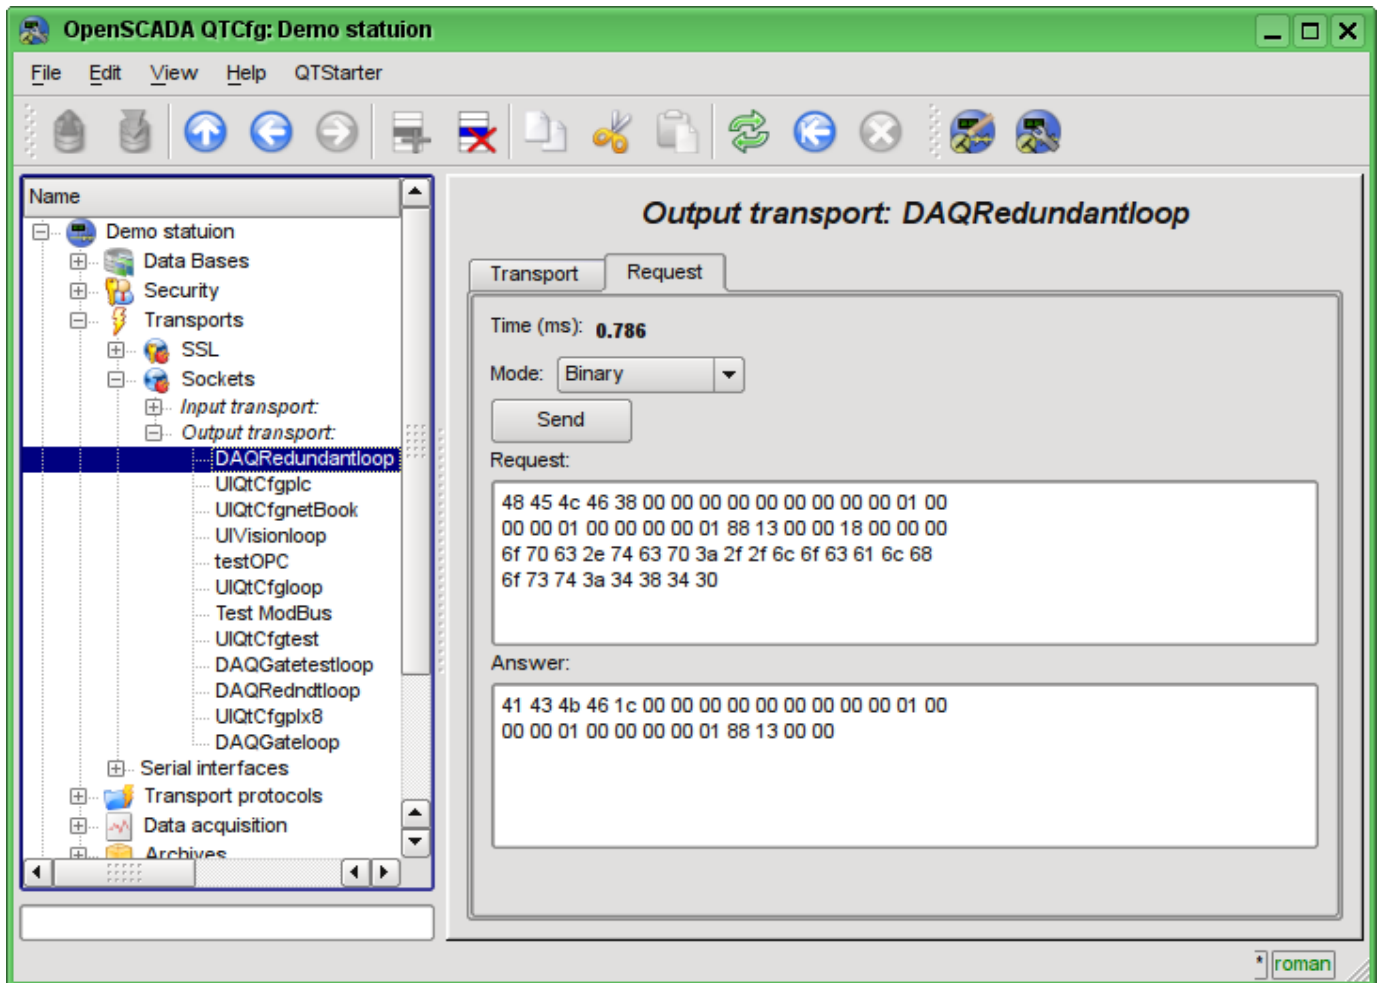 OpenSCADA QTCfg: Demo statuion
File Edit View Help QTStarter
Name
Demo statuion
Data Bases
Security
Transports
SSL
Sockets
Input transport:
Output transport:
DAQRedundantloop
UIQtCfgplc
UIQtCfgnetBook
UIVisionloop
testOPC
UIQtCfgloop
Test ModBus
UIQtCfgtest
DAQGatetestloop
DAQRedndtloop
UIQtCfgplx8
DAQGateloop
Serial interfaces
Transport protocols
Data acquisition
Archives
Output transport: DAQRedundantloop
Transport Request
Time (ms): 0.786
Mode: Binary
Send
Request:
48 45 4c 46 38 00 00 00 00 00 00 00 00 00 01 00
00 00 01 00 00 00 00 01 88 13 00 00 18 00 00 00
6f 70 63 2e 74 63 70 3a 2f 2f 6c 6f 63 61 6c 68
6f 73 74 3a 34 38 34 30
Answer:
41 43 4b 46 1c 00 00 00 00 00 00 00 00 00 01 00
00 00 01 00 00 00 00 01 88 13 00 00
* roman